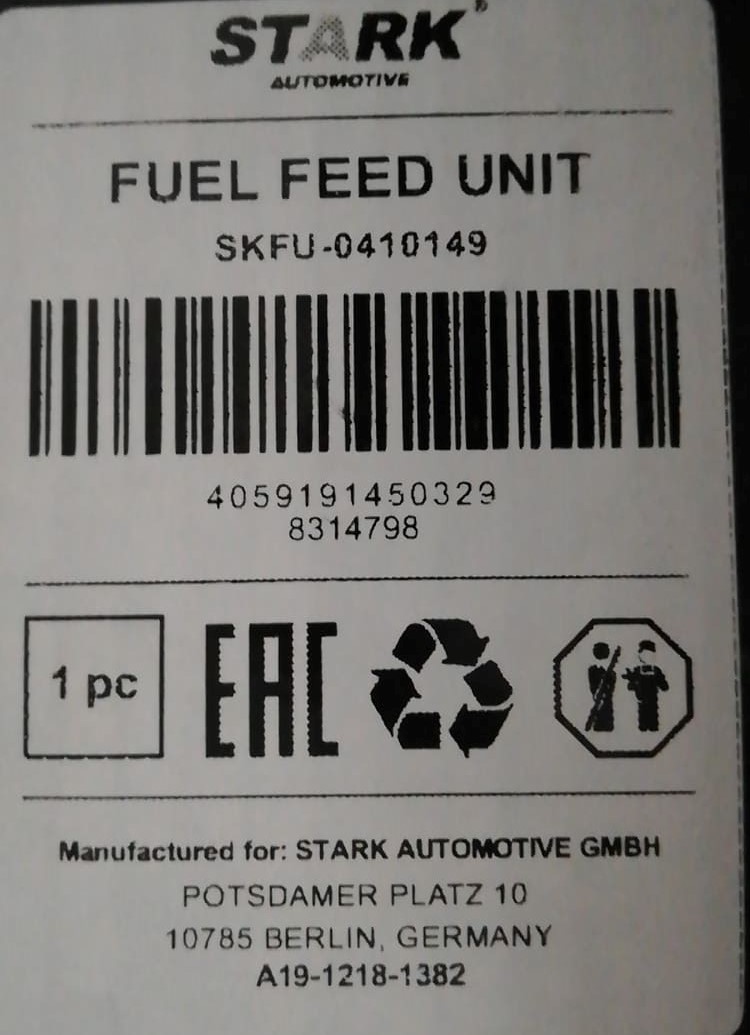 STARK®
AUTOMOTIVE
FUEL FEED UNIT
SKFU-0410149
4059191450329
8314798
1 pc
EAC
Manufactured for: STARK AUTOMOTIVE GMBH
POTSDAMER PLATZ 10
10785 BERLIN, GERMANY
A19-1218-1382